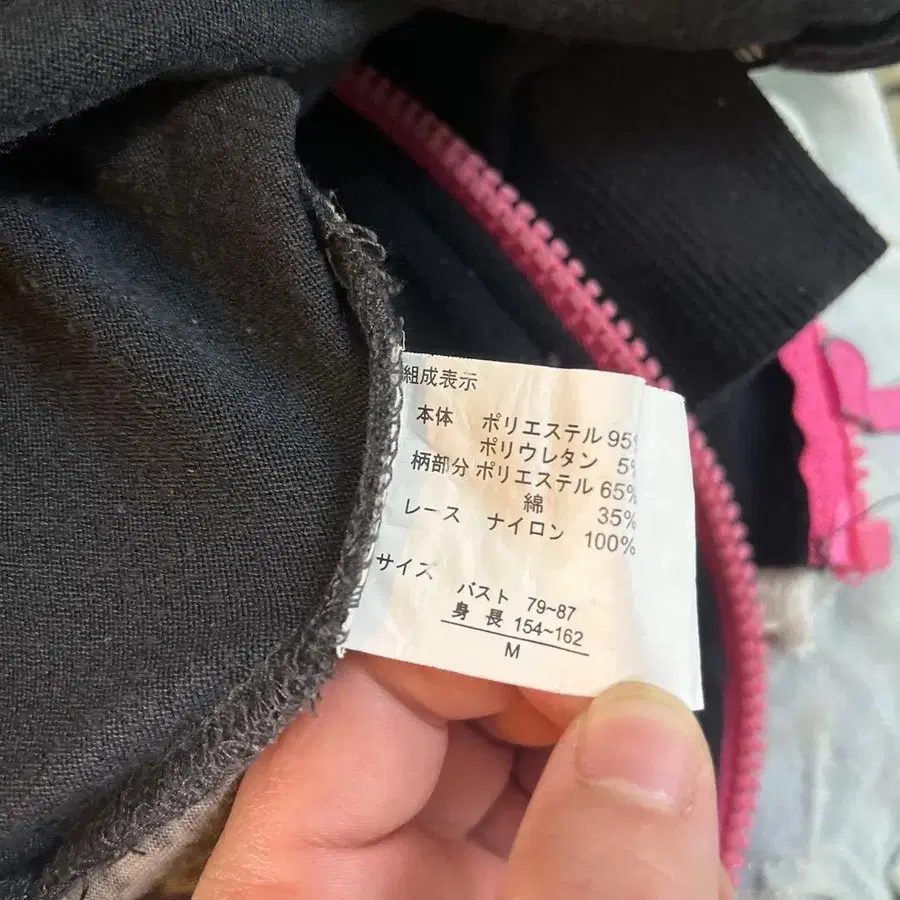 組成表示
本体 ポリエステル 95%
ポリウレタン 5%
柄部分 ポリエステル 65%
綿 35%
レース ナイロン 100%
サイズ
バスト 79~87
身長 154~162
M